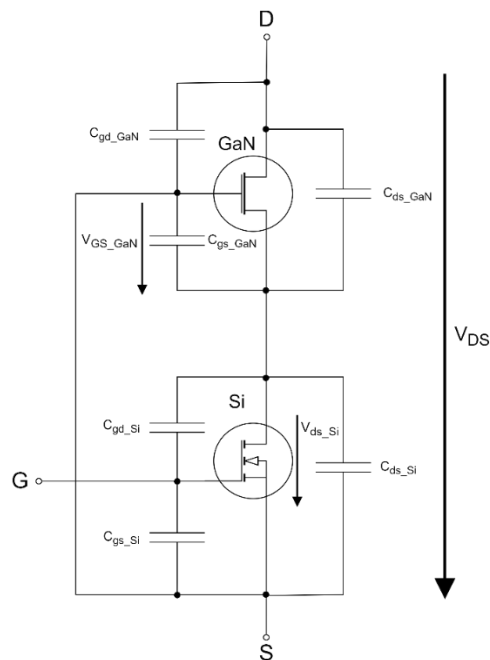 D
C_gd_GaN
GaN
C_ds_GaN
V_GS_GaN
C_gs_GaN
V_DS
Si
C_gd_Si
V_ds_Si
C_ds_Si
G
C_gs_Si
S